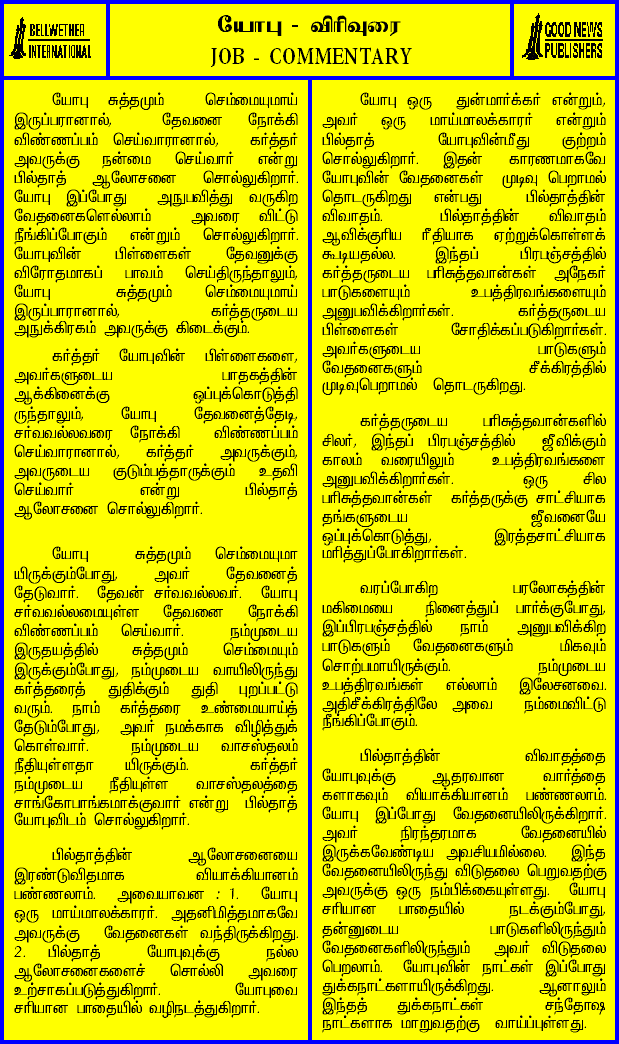 BELLWETHER
INTERNATIONAL
யோபு - விரிவுரை
JOB - COMMENTARY
GOOD NEWS
PUBLISHERS
யோபு சுத்தமும் செம்மையுமாய்
இருப்பாரானால், தேவனை நோக்கி
விண்ணப்பம் செய்வாரானால், கர்த்தர்
அவருக்கு நன்மை செய்வார் என்று
பில்தாத் ஆலோசனை சொல்லுகிறார்.
யோபு இப்போது அநுபவித்து வருகிற
வேதனைகளெல்லாம் அவரை விட்டு
நீங்கிப்போகும் என்றும் சொல்லுகிறார்.
யோபுவின் பிள்ளைகள் தேவனுக்கு
விரோதமாகப் பாவம் செய்திருந்தாலும்,
யோபு சுத்தமும் செம்மையுமாய்
இருப்பாரானால், கர்த்தருடைய
அநுக்கிரகம் அவருக்கு கிடைக்கும்.
கர்த்தர் யோபுவின் பிள்ளைகளை,
அவர்களுடைய பாதகத்தின்
ஆக்கினைக்கு ஒப்புக்கொடுத்தி
ருந்தாலும், யோபு தேவனைத்தேடி,
சர்வவல்லவரை நோக்கி விண்ணப்பம்
செய்வாரானால், கர்த்தர் அவருக்கும்,
அவருடைய குடும்பத்தாருக்கும் உதவி
செய்வார் என்று பில்தாத்
ஆலோசனை சொல்லுகிறார்.
யோபு சுத்தமும் செம்மையுமா
யிருக்கும்போது, அவர் தேவனைத்
தேடுவார். தேவன் சர்வவல்லவர். யோபு
சர்வவல்லமையுள்ள தேவனை நோக்கி
விண்ணப்பம் செய்வார். நம்முடைய
இருதயத்தில் சுத்தமும் செம்மையும்
இருக்கும்போது, நம்முடைய வாயிலிருந்து
கர்த்தரைத் துதிக்கும் துதி புறப்பட்டு
வரும். நாம் கர்த்தரை உண்மையாய்த்
தேடும்போது, அவர் நமக்காக விழித்துக்
கொள்வார். நம்முடைய வாசஸ்தலம்
நீதியுள்ளதா யிருக்கும். கர்த்தர்
நம்முடைய நீதியுள்ள வாசஸ்தலத்தை
சாங்கோபாங்கமாக்குவார் என்று பில்தாத்
யோபுவிடம் சொல்லுகிறார்.
பில்தாத்தின் ஆலோசனையை
இரண்டுவிதமாக வியாக்கியானம்
பண்ணலாம். அவையாவன : 1. யோபு
ஒரு மாய்மாலக்காரர். அதனிமித்தமாகவே
அவருக்கு வேதனைகள் வந்திருக்கிறது.
2. பில்தாத் யோபுவுக்கு நல்ல
ஆலோசனைகளைச் சொல்லி அவரை
உற்சாகப்படுத்துகிறார். யோபுவை
சரியான பாதையில் வழிநடத்துகிறார்.
யோபு ஒரு துன்மார்க்கர் என்றும்,
அவர் ஒரு மாய்மாலக்காரர் என்றும்
பில்தாத் யோபுவின்மீது குற்றம்
சொல்லுகிறார். இதன் காரணமாகவே
யோபுவின் வேதனைகள் முடிவு பெறாமல்
தொடருகிறது என்பது பில்தாத்தின்
விவாதம். பில்தாத்தின் விவாதம்
ஆவிக்குரிய ரீதியாக ஏற்றுக்கொள்ளக்
கூடியதல்ல. இந்தப் பிரபஞ்சத்தில்
கர்த்தருடைய பரிசுத்தவான்கள் அநேகர்
பாடுகளையும் உபத்திரவங்களையும்
அனுபவிக்கிறார்கள். கர்த்தருடைய
பிள்ளைகள் சோதிக்கப்படுகிறார்கள்.
அவர்களுடைய பாடுகளும்
வேதனைகளும் சீக்கிரத்தில்
முடிவுபெறாமல் தொடருகிறது.
கர்த்தருடைய பரிசுத்தவான்களில்
சிலர், இந்தப் பிரபஞ்சத்தில் ஜீவிக்கும்
காலம் வரையிலும் உபத்திரவங்களை
அனுபவிக்கிறார்கள். ஒரு சில
பரிசுத்தவான்கள் கர்த்தருக்கு சாட்சியாக
தங்களுடைய ஜீவனையே
ஒப்புக்கொடுத்து, இரத்தசாட்சியாக
மரித்துப்போகிறார்கள்.
வரப்போகிற பரலோகத்தின்
மகிமையை நினைத்துப் பார்க்குபோது,
இப்பிரபஞ்சத்தில் நாம் அனுபவிக்கிற
பாடுகளும் வேதனைகளும் மிகவும்
சொற்பமாயிருக்கும். நம்முடைய
உபத்திரவங்கள் எல்லாம் இலேசானவை.
அதிசீக்கிரத்திலே அவை நம்மைவிட்டு
நீங்கிப்போகும்.
பில்தாத்தின் விவாதத்தை
யோபுவுக்கு ஆதரவான வார்த்தை
களாகவும் வியாக்கியானம் பண்ணலாம்.
யோபு இப்போது வேதனையிலிருக்கிறார்.
அவர் நிரந்தரமாக வேதனையில்
இருக்கவேண்டிய அவசியமில்லை. இந்த
வேதனையிலிருந்து விடுதலை பெறுவதற்கு
அவருக்கு ஒரு நம்பிக்கையுள்ளது. யோபு
சரியான பாதையில் நடக்கும்போது,
தன்னுடைய பாடுகளிலிருந்தும்
வேதனைகளிலிருந்தும் அவர் விடுதலை
பெறலாம். யோபுவின் நாட்கள் இப்போது
துக்கநாட்களாயிருக்கிறது. ஆனாலும்
இந்தத் துக்கநாட்கள் சந்தோஷ
நாட்களாக மாறுவதற்கு வாய்ப்புள்ளது.